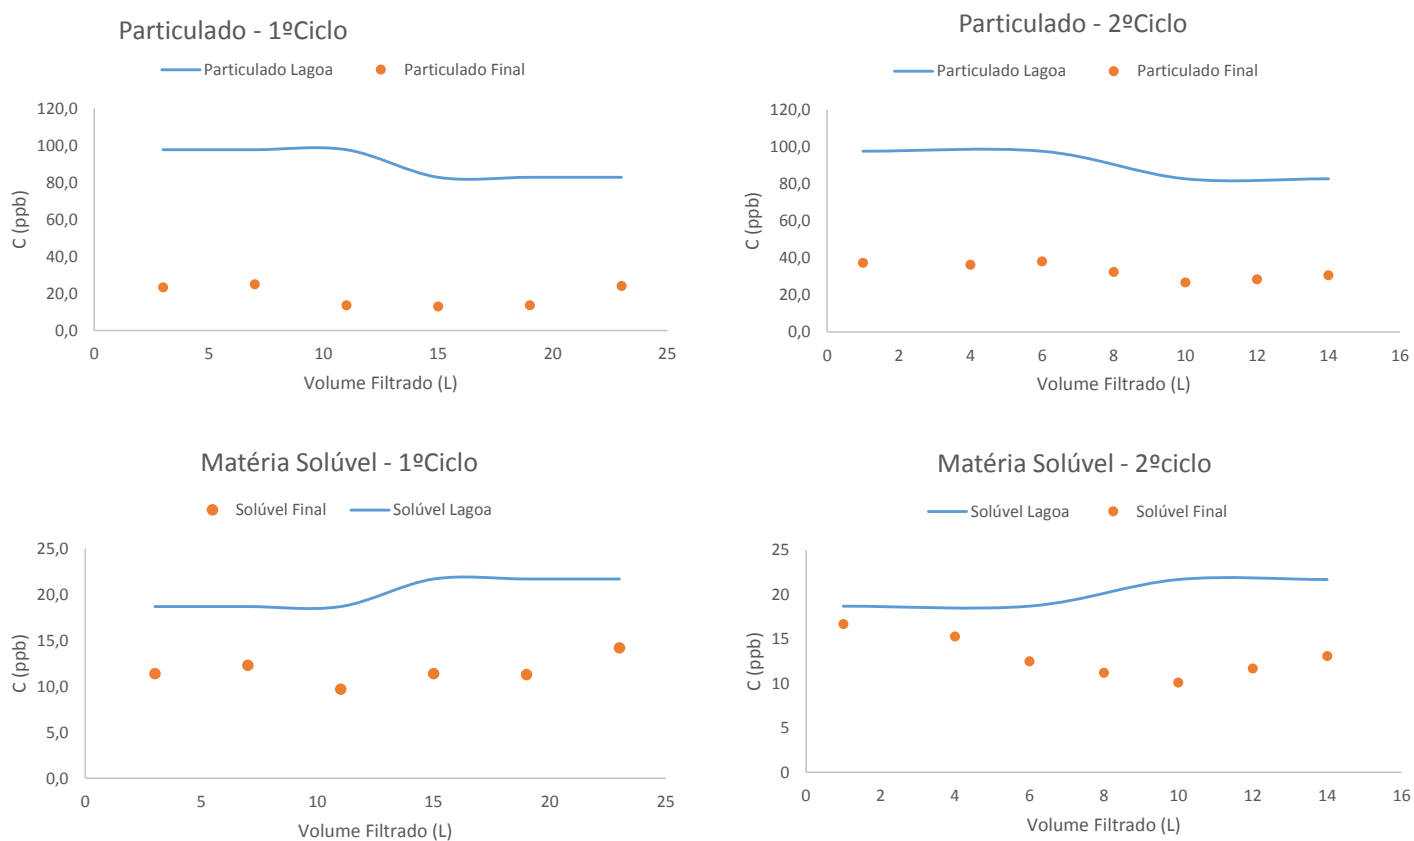 Particulado - 1ºCiclo
Particulado Lagoa Particulado Final
120,0
100,0
80,0
60,0
40,0
20,0
0,0
C (ppb)
0 5 10 15 20 25
Volume Filtrado (L)
Particulado - 2ºCiclo
Particulado Lagoa Particulado Final
120,0
100,0
80,0
60,0
40,0
20,0
0,0
C (ppb)
0 2 4 6 8 10 12 14 16
Volume Filtrado (L)
Matéria Solúvel - 1ºCiclo
Solúvel Final Solúvel Lagoa
25,0
20,0
15,0
10,0
5,0
0,0
C (ppb)
0 5 10 15 20 25
Volume Filtrado (L)
Matéria Solúvel - 2ºciclo
Solúvel Lagoa Solúvel Final
25
20
15
10
5
0
C (ppb)
0 2 4 6 8 10 12 14 16
Volume Filtrado (L)